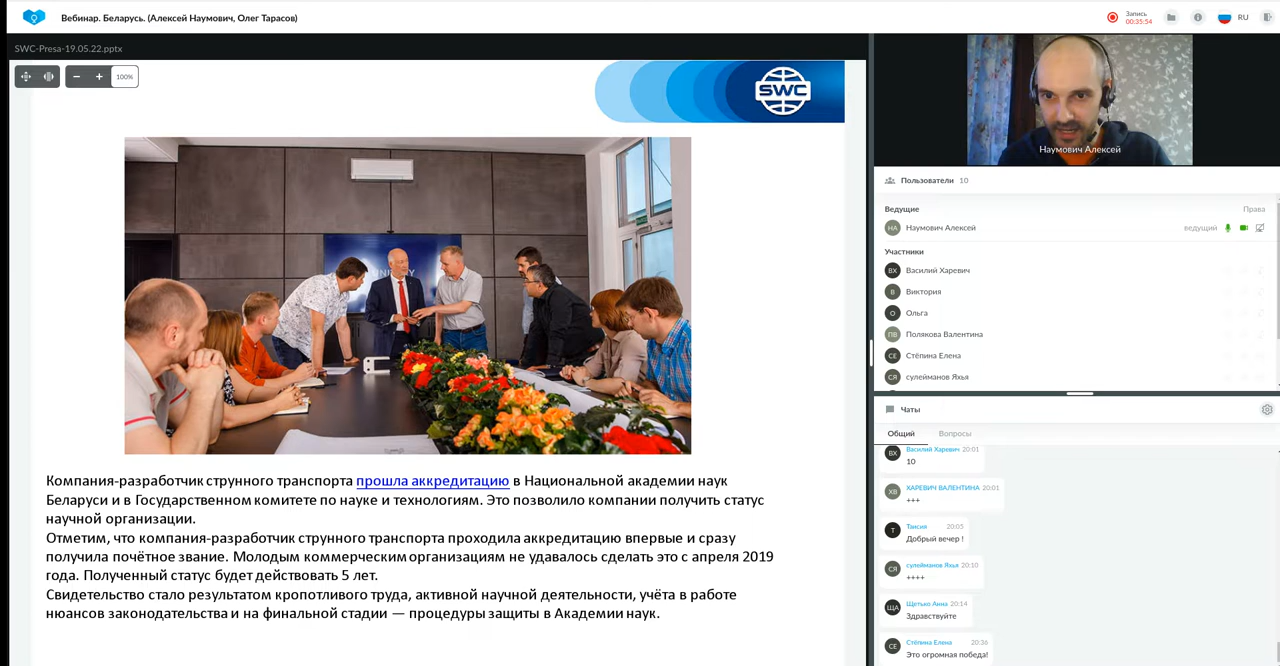 Вебинар. Беларусь. (Алексей Наумович, Олег Тарасов)
Запись
00:35:54
RU
SWC-Presa-19.05.22.pptx
100%
SWC
Компания-разработчик струнного транспорта прошла аккредитацию в Национальной академии наук
Беларуси и в Государственном комитете по науке и технологиям. Это позволило компании получить статус
научной организации.
Отметим, что компания-разработчик струнного транспорта проходила аккредитацию впервые и сразу
получила почётное звание. Молодым коммерческим организациям не удавалось сделать это с апреля 2019
года. Полученный статус будет действовать 5 лет.
Свидетельство стало результатом кропотливого труда, активной научной деятельности, учёта в работе
нюансов законодательства и на финальной стадии — процедуры защиты в Академии наук.
Наумович Алексей
Пользователи 10
Ведущие Права
НА Наумович Алексей ведущий
Участники
ВХ Василий Харевич
В Виктория
О Ольга
ПВ Полякова Валентина
СЕ Стёпина Елена
СЯ сулейманов Яхья
Чаты
Общий Вопросы
ВХ Василий Харевич 20:01
10
ХВ ХАРЕВИЧ ВАЛЕНТИНА 20:01
+++
Т Таисия 20:05
Добрый вечер !
СЯ сулейманов Яхья 20:10
++++
ЩА Щетько Анна 20:14
Здравствуйте
СЕ Стёпина Елена 20:36
Это огромная победа!